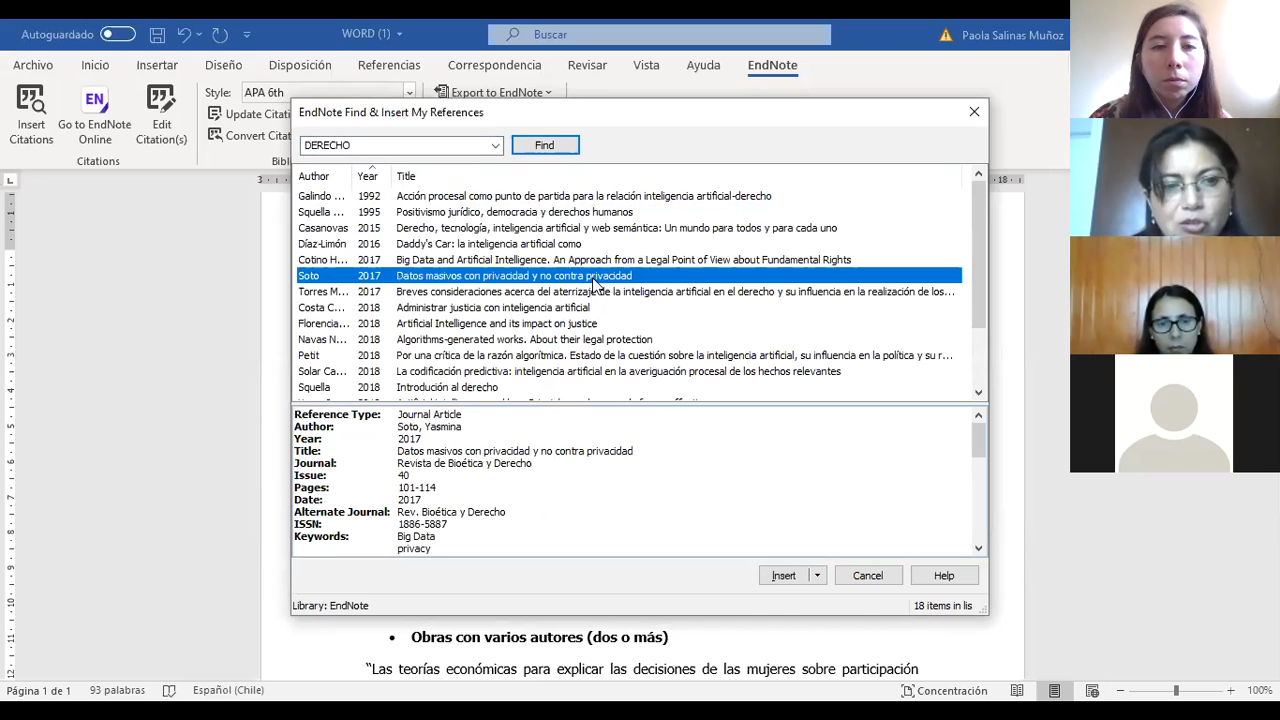 Autoguardado
WORD (1)
Buscar
Paola Salinas Muñoz
Archivo Inicio Insertar Diseño Disposición Referencias Correspondencia Revisar Vista Ayuda EndNote
Insert Citations
EN
Go to EndNote Online
Edit Citation(s)
Citations
Style: APA 6th
Export to EndNote
Update Citati
Convert Citat
Bib
EndNote Find & Insert My References
DERECHO Find
Author Year Title
Galindo ... 1992 Acción procesal como punto de partida para la relación inteligencia artificial-derecho
Squella ... 1995 Positivismo jurídico, democracia y derechos humanos
Casanovas 2015 Derecho, tecnología, inteligencia artificial y web semántica: Un mundo para todos y para cada uno
Díaz-Limón 2016 Daddy's Car: la inteligencia artificial como
Cotino H... 2017 Big Data and Artificial Intelligence. An Approach from a Legal Point of View about Fundamental Rights
Soto 2017 Datos masivos con privacidad y no contra privacidad
Torres M... 2017 Breves consideraciones acerca del aterrizaje de la inteligencia artificial en el derecho y su influencia en la realización de los...
Costa C... 2018 Administrar justicia con inteligencia artificial
Florencia... 2018 Artificial Intelligence and its impact on justice
Navas N... 2018 Algorithms-generated works. About their legal protection
Petit 2018 Por una crítica de la razón algorítmica. Estado de la cuestión sobre la inteligencia artificial, su influencia en la política y su r...
Solar Ca... 2018 La codificación predictiva: inteligencia artificial en la averiguación procesal de los hechos relevantes
Squella 2018 Introdución al derecho
Reference Type: Journal Article
Author: Soto, Yasmina
Year: 2017
Title: Datos masivos con privacidad y no contra privacidad
Journal: Revista de Bioética y Derecho
Issue: 40
Pages: 101-114
Date: 2017
Alternate Journal: Rev. Bioética y Derecho
ISSN: 1886-5887
Keywords: Big Data
privacy
Insert Cancel Help
Library: EndNote 18 items in lis
• Obras con varios autores (dos o más)
“Las teorías económicas para explicar las decisiones de las mujeres sobre participación
Página 1 de 1 93 palabras Español (Chile) Concentración 100%